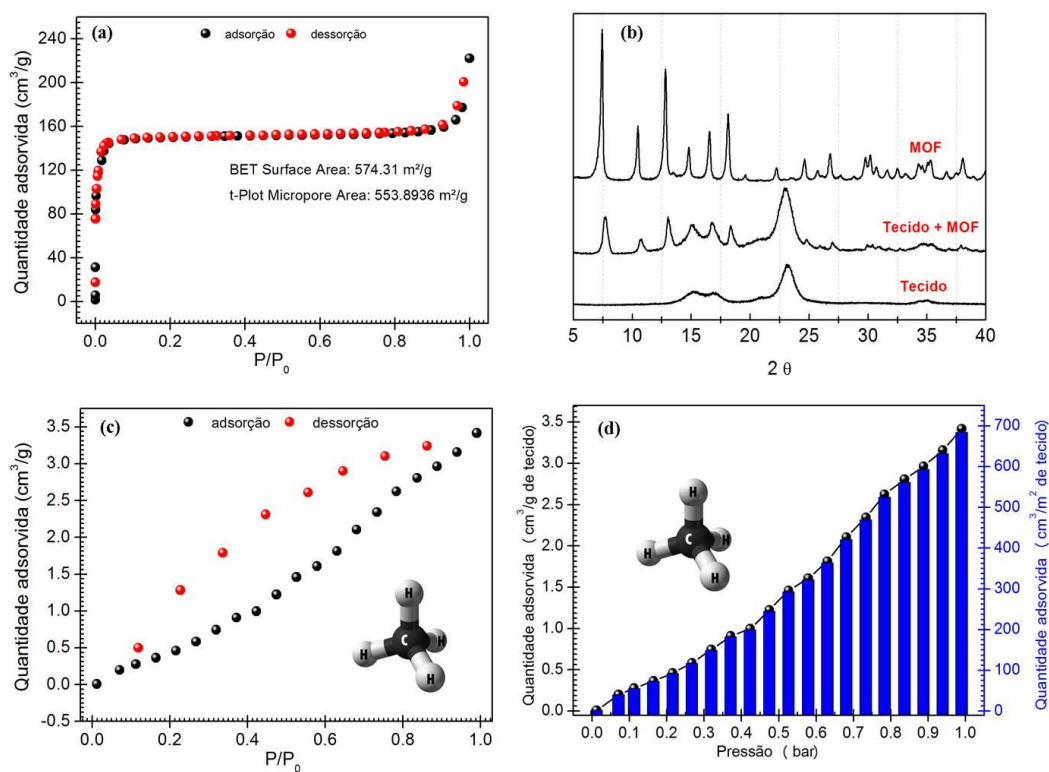 (a)
adsorção
dessorção
Quantidade adsorvida (cm³/g)
240
200
160
120
80
40
0
BET Surface Area: 574.31 m²/g
t-Plot Micropore Area: 553.8936 m²/g
0.0 0.2 0.4 0.6 0.8 1.0
P/P₀
(b)
MOF
Tecido + MOF
Tecido
5 10 15 20 25 30 35 40
2 θ
(c)
adsorção
dessorção
Quantidade adsorvida (cm³/g)
3.5
3.0
2.5
2.0
1.5
1.0
0.5
0.0
-0.5
H
C
H
H
H
0.0 0.2 0.4 0.6 0.8 1.0
P/P₀
(d)
Quantidade adsorvida ( cm³/g de tecido)
3.5
3.0
2.5
2.0
1.5
1.0
0.5
0.0
H
C
H
H
H
700
600
500
400
300
200
100
0
Quantidade adsorvida ( cm³/m² de tecido)
0.0 0.1 0.2 0.3 0.4 0.5 0.6 0.7 0.8 0.9 1.0
Pressão ( bar)